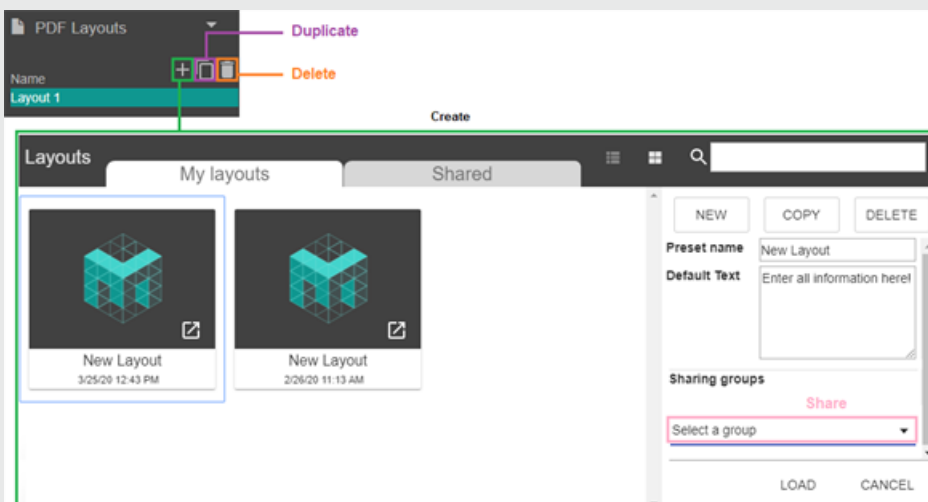 PDF Layouts
Duplicate
Name
Delete
Layout 1
Create
Layouts
My layouts
Shared
NEW
COPY
DELETE
Preset name
New Layout
Default Text
Enter all information here!
New Layout
3/25/20 12:43 PM
New Layout
2/26/20 11:13 AM
Sharing groups
Share
Select a group
LOAD
CANCEL